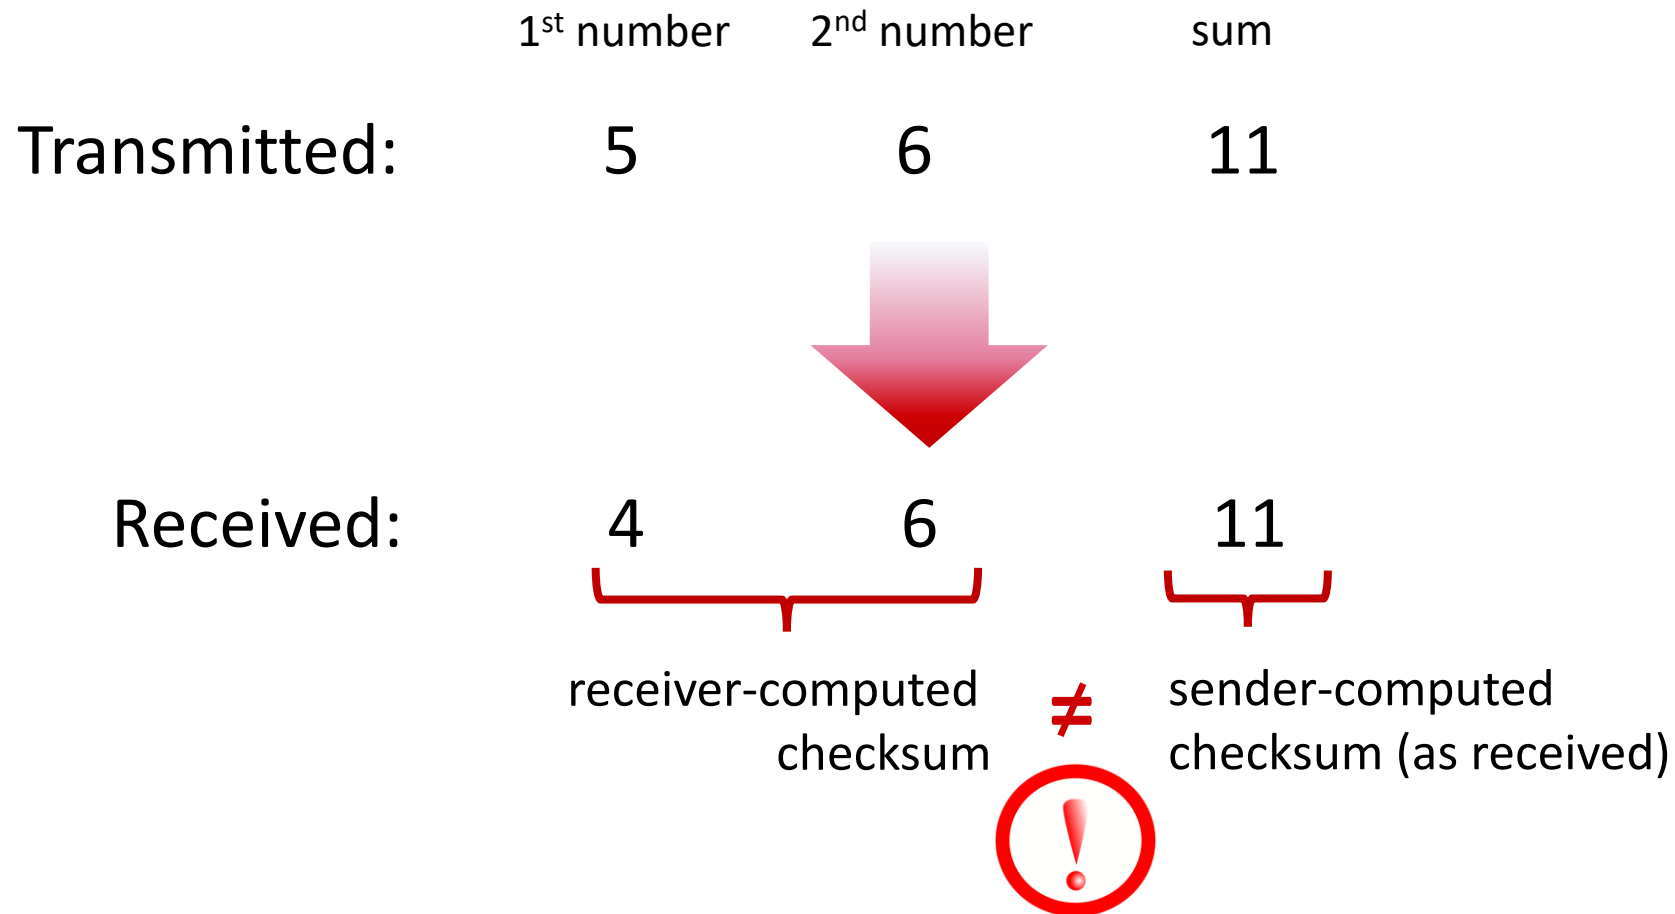 1st number 2nd number sum
Transmitted: 5 6 11
Received: 4 6 11
receiver-computed ≠ sender-computed
checksum checksum (as received)
!